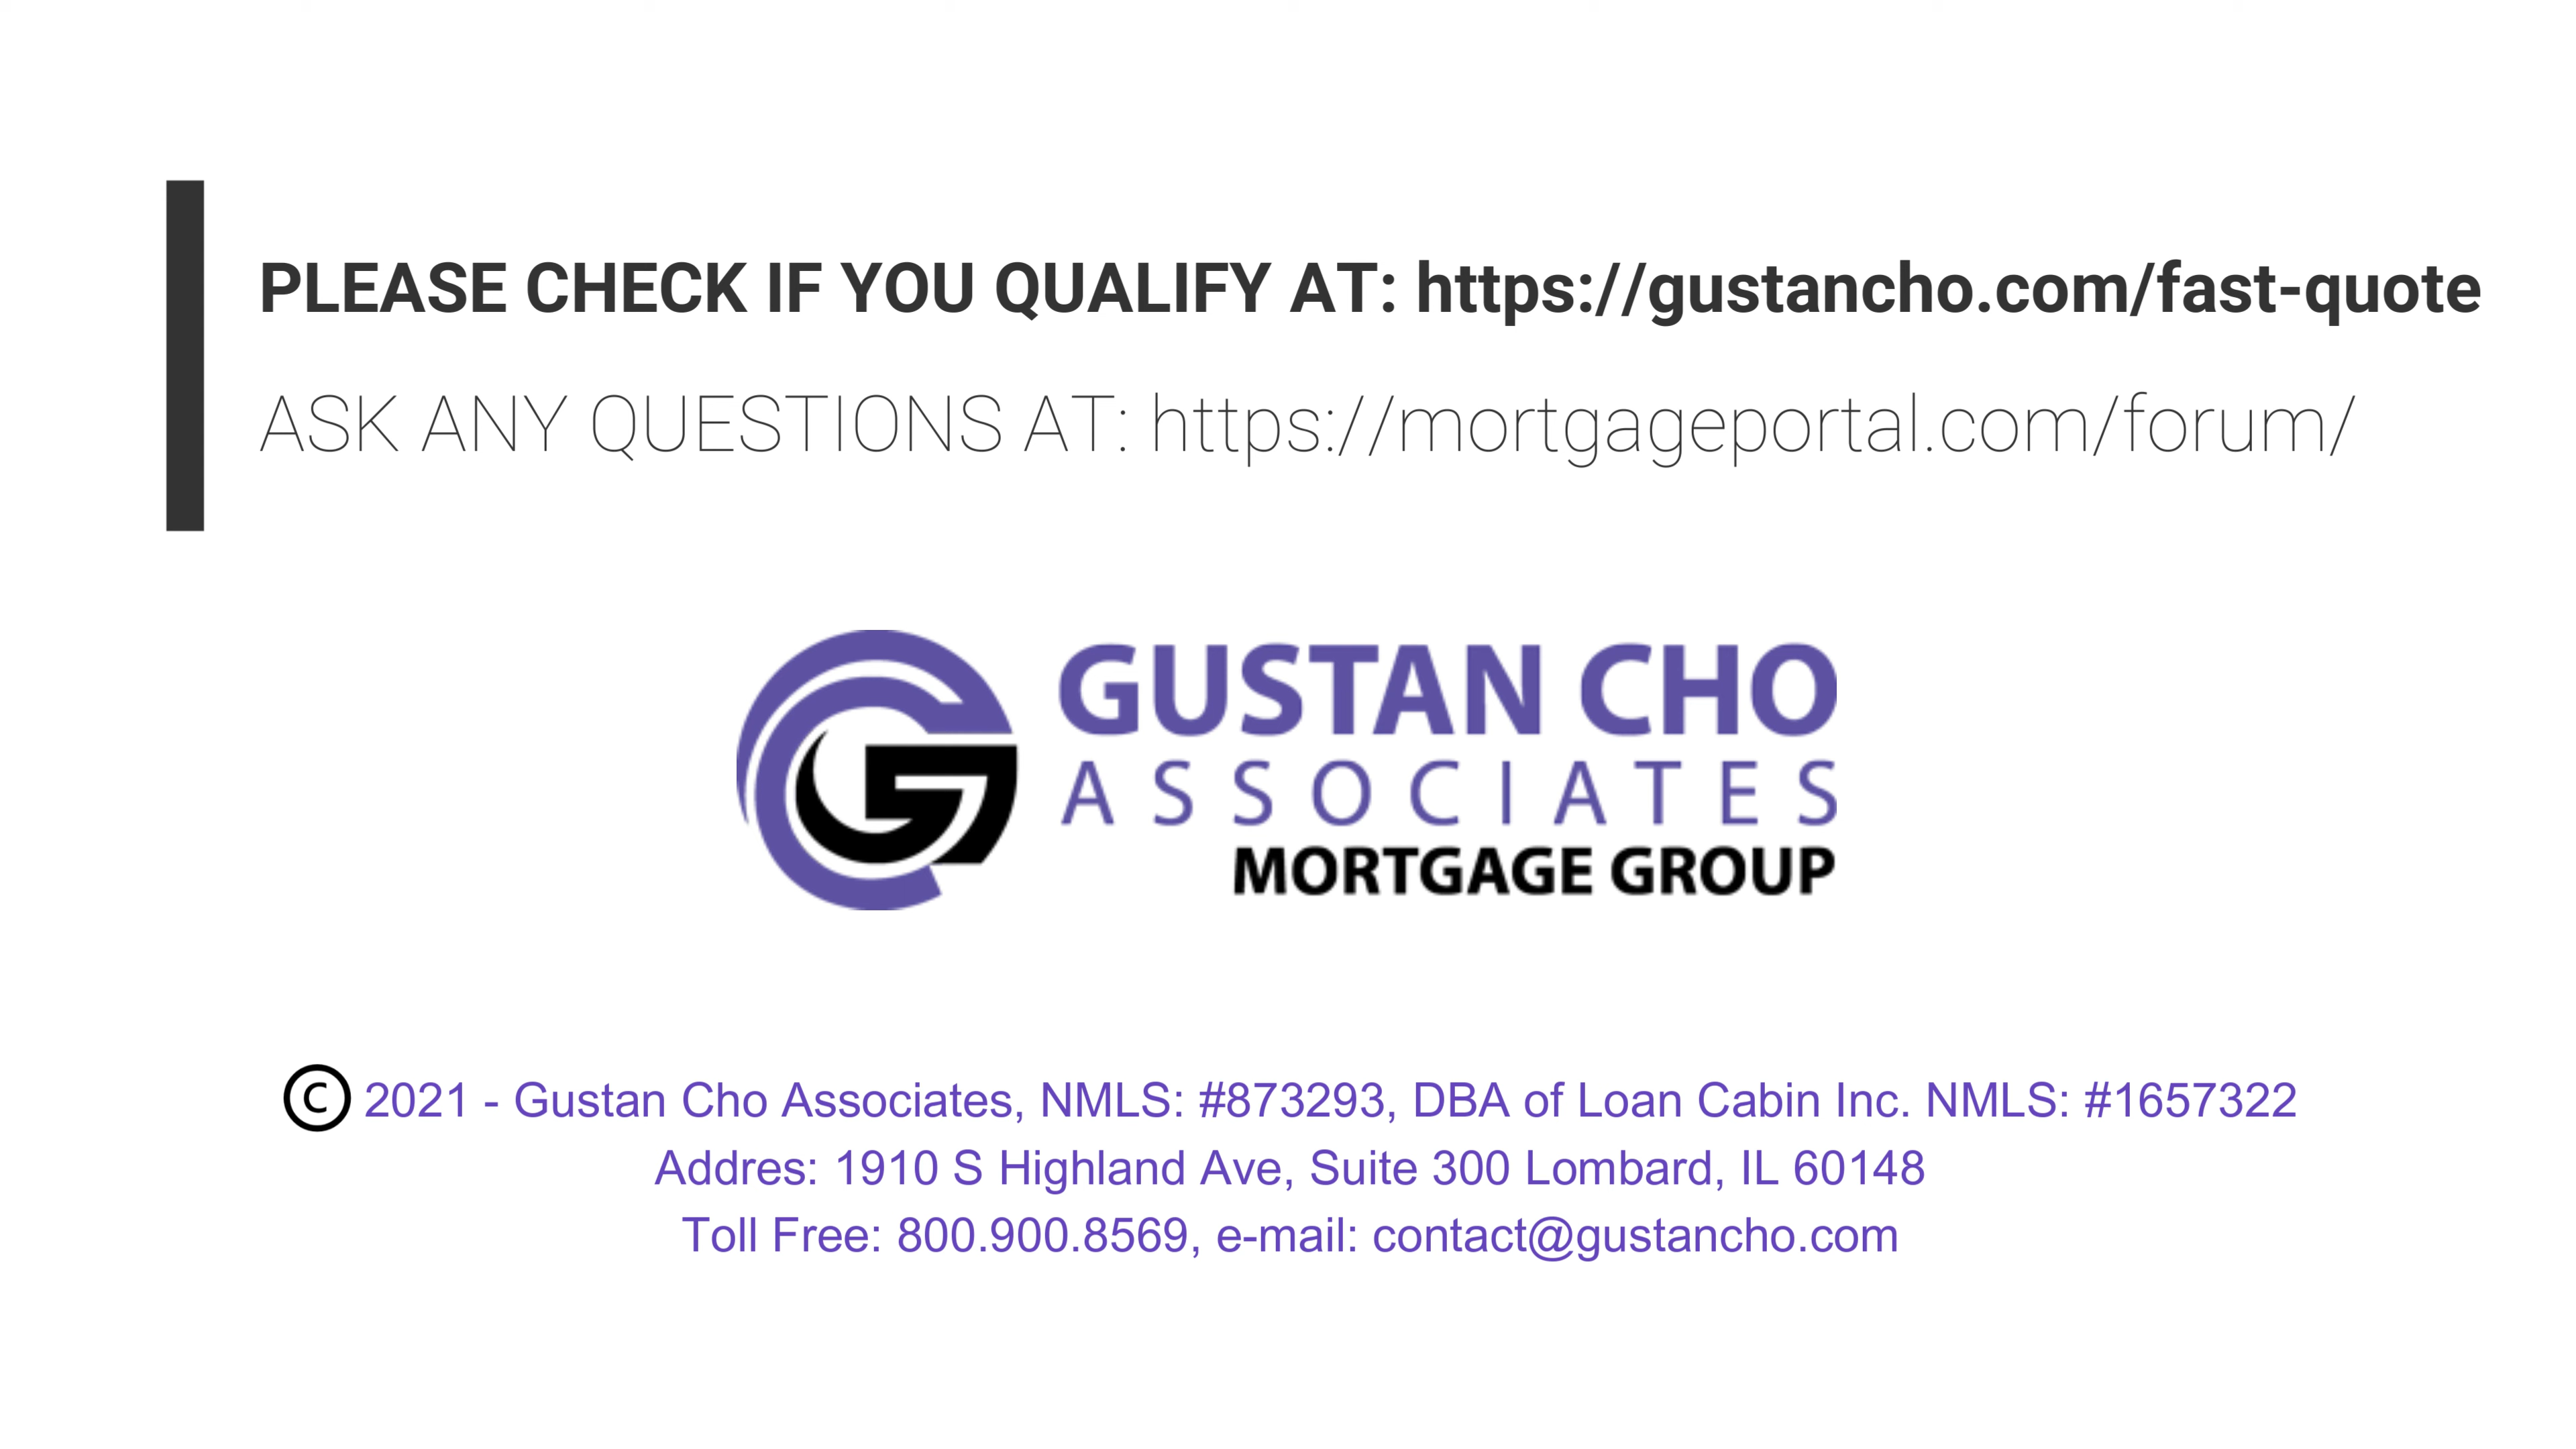 PLEASE CHECK IF YOU QUALIFY AT: https://gustancho.com/fast-quote
ASK ANY QUESTIONS AT: https://mortgageportal.com/forum/
GUSTAN CHO
ASSOCIATES
MORTGAGE GROUP
© 2021 - Gustan Cho Associates, NMLS: #873293, DBA of Loan Cabin Inc. NMLS: #1657322
Addres: 1910 S Highland Ave, Suite 300 Lombard, IL 60148
Toll Free: 800.900.8569, e-mail: contact@gustancho.com